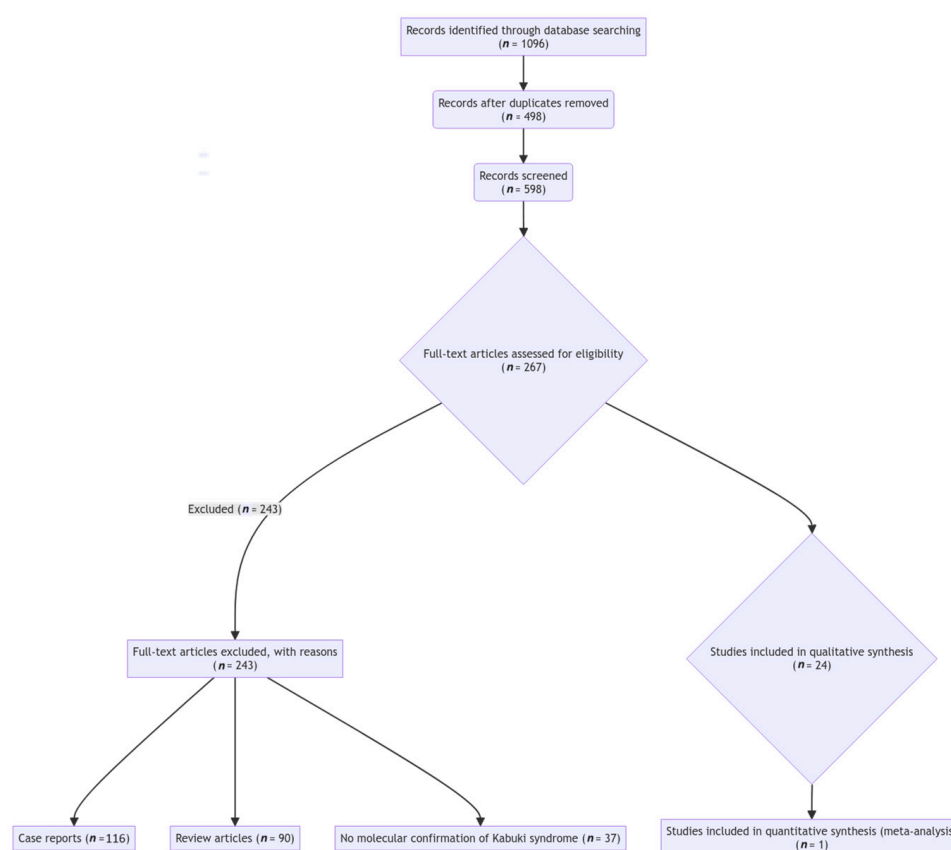 Records identified through database searching
(n = 1096)
Records after duplicates removed
(n = 498)
Records screened
(n = 598)
Full-text articles assessed for eligibility
(n = 267)
Excluded (n = 243)
Full-text articles excluded, with reasons
(n = 243)
Studies included in qualitative synthesis
(n = 24)
Case reports (n = 116)
Review articles (n = 90)
No molecular confirmation of Kabuki syndrome (n = 37)
Studies included in quantitative synthesis (meta-analysis
(n = 1)